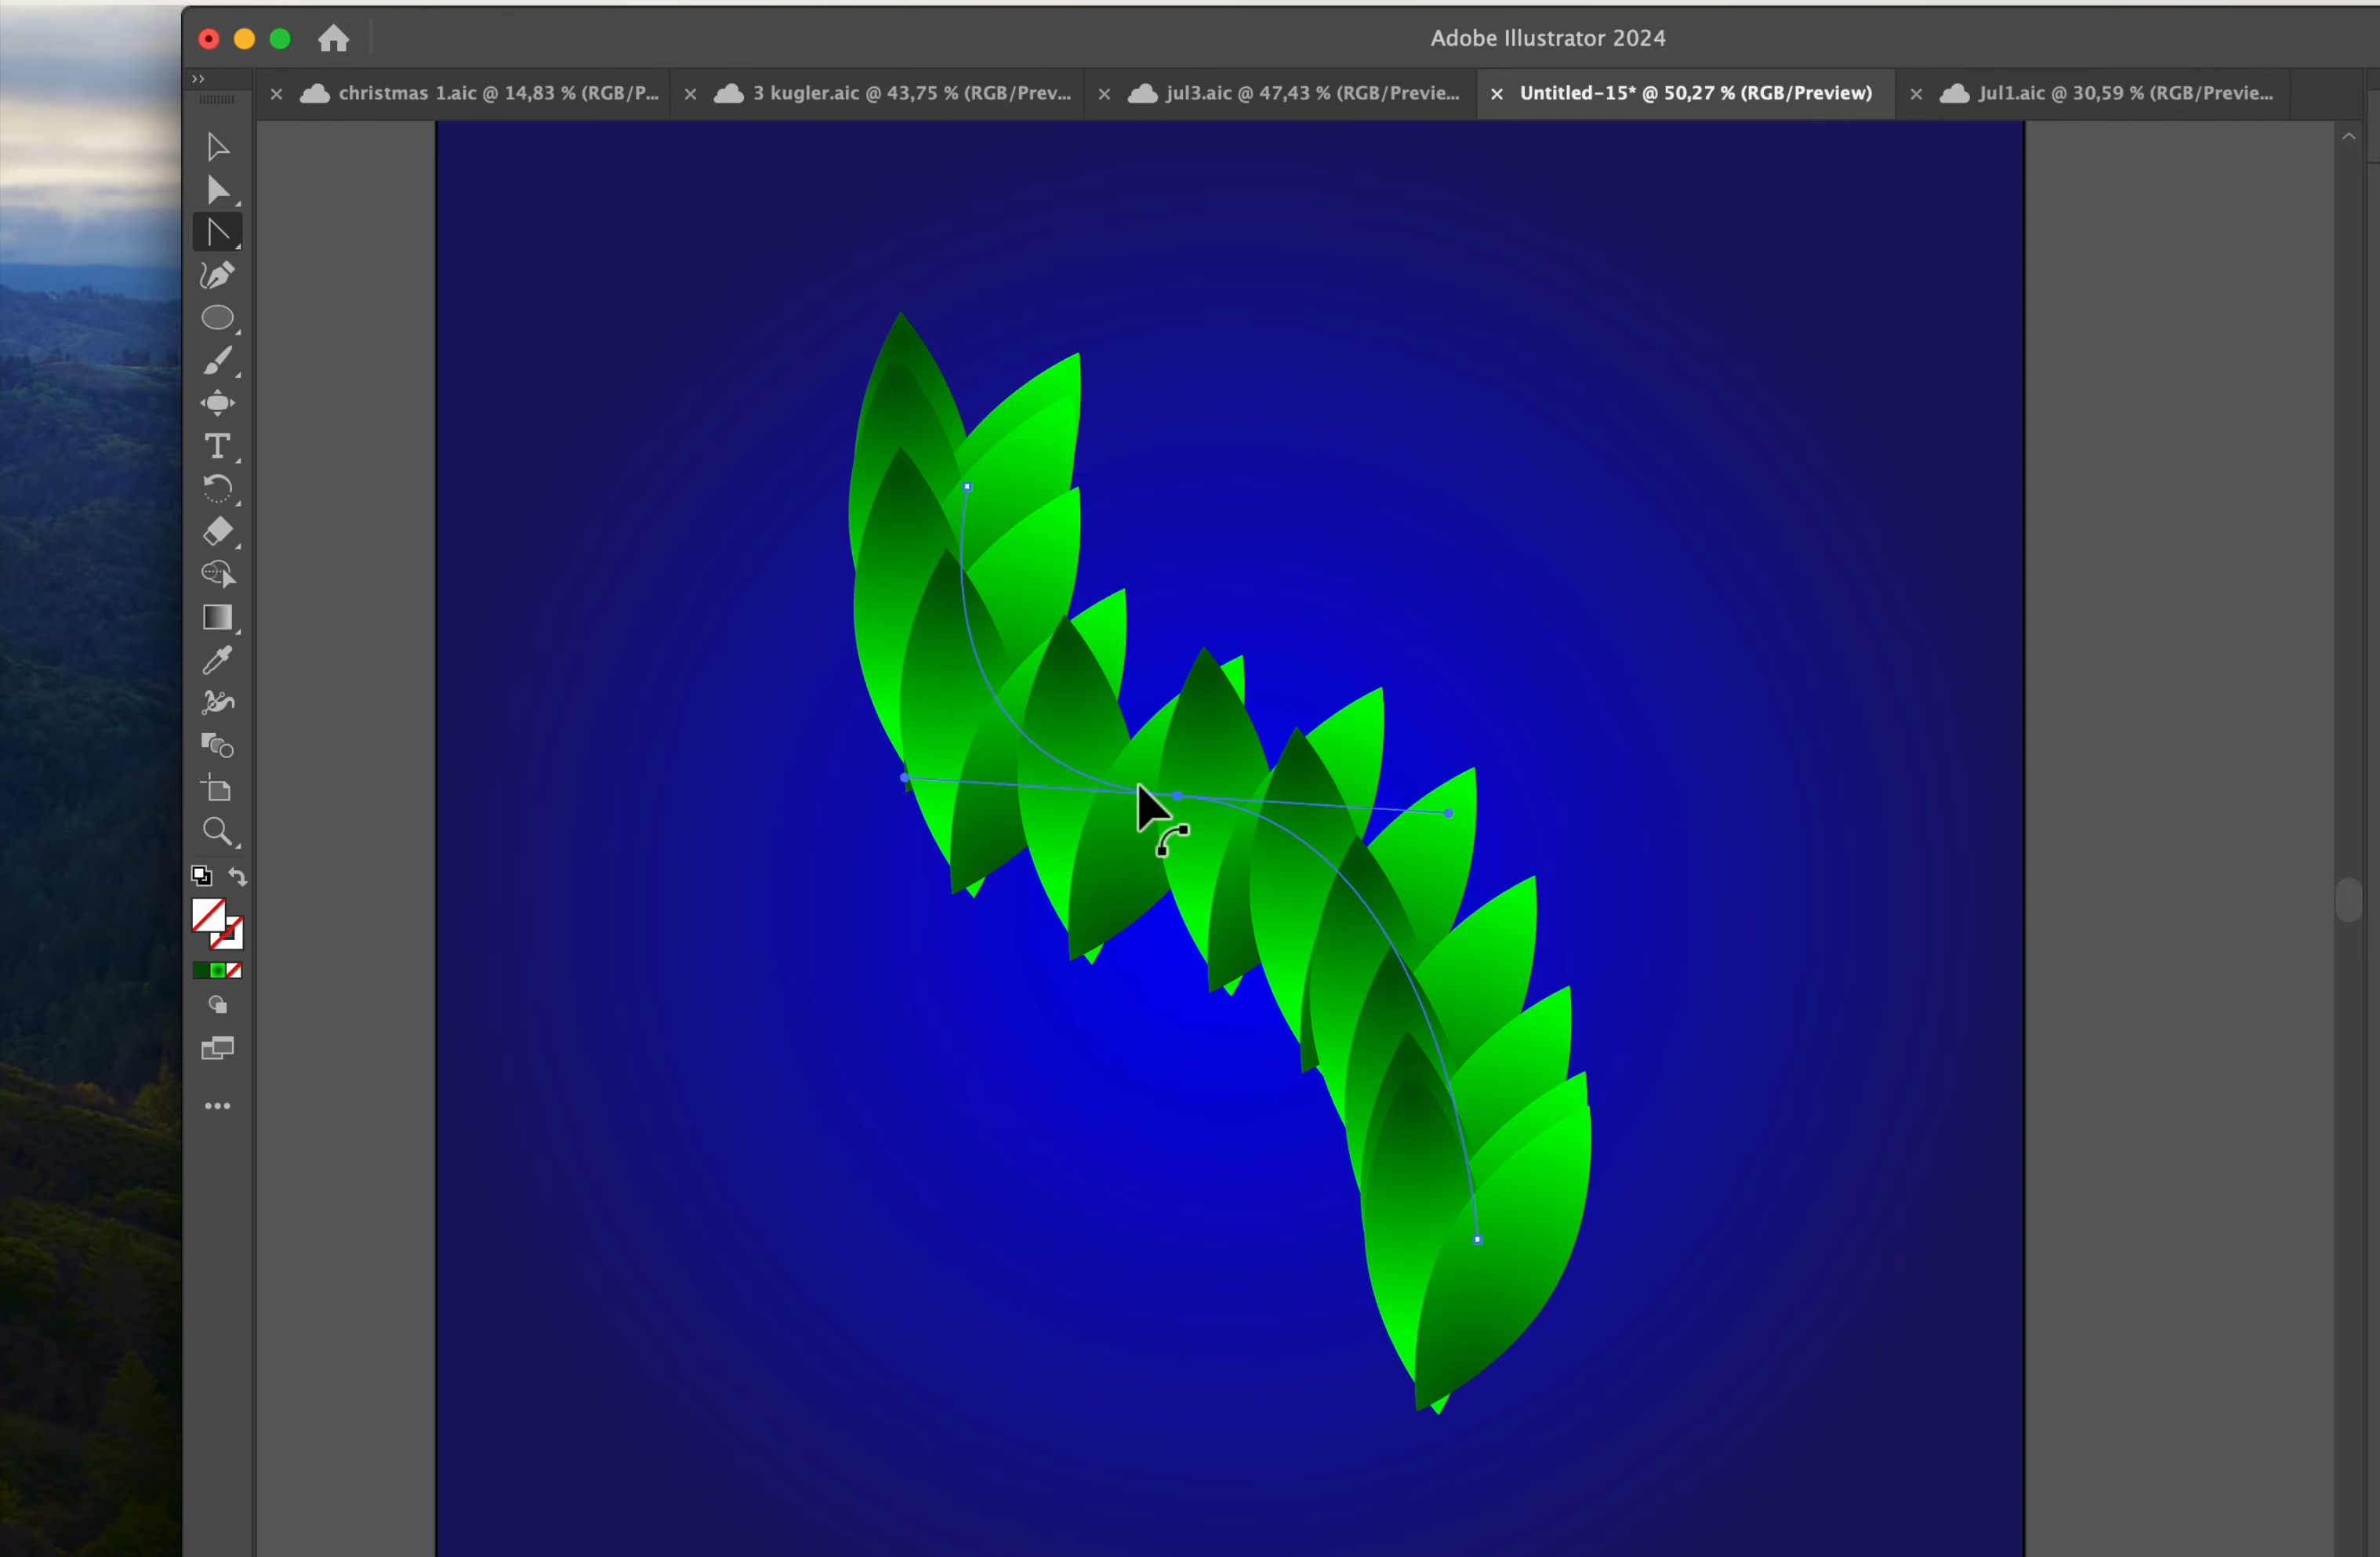 Adobe Illustrator 2024
christmas 1.aic @ 14,83 % (RGB/P...
3 kugler.aic @ 43,75 % (RGB/Prev...
jul3.aic @ 47,43 % (RGB/Previe...
Untitled-15* @ 50,27 % (RGB/Preview)
Jul1.aic @ 30,59 % (RGB/Previe...